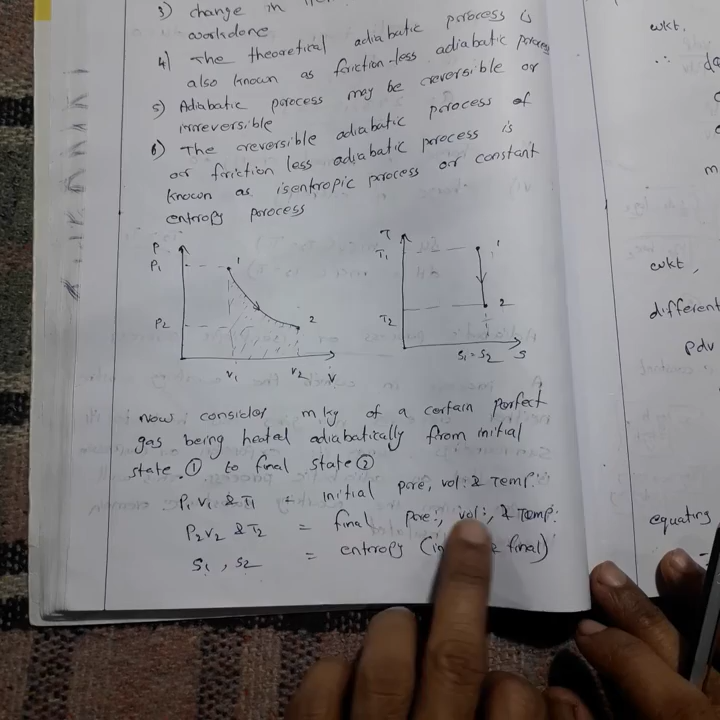 3) change in
workdone
4) The theoretical adiabatic process is
also known as friction-less adiabatic process
5) Adiabatic process may be reversible or
irreversible
6) The reversible adiabatic process of
or friction less adiabatic process is
known as isentropic process or constant
entropy process
P
P1
1
P2
2
V1
V2
V
T
T1
1
2
T2
S1 = S2
S
Now consider m kg of a certain perfect
gas being heated adiabatically from initial
state ① to final state ②
P1 V1 & T1 - initial pre, vol: & Temp:
P2 V2 & T2 = final pre:, vol:, & Temp:
S1, S2 = entropy (in & final)
wkt.
∴ d
m
wkt,
different
pdv
equating